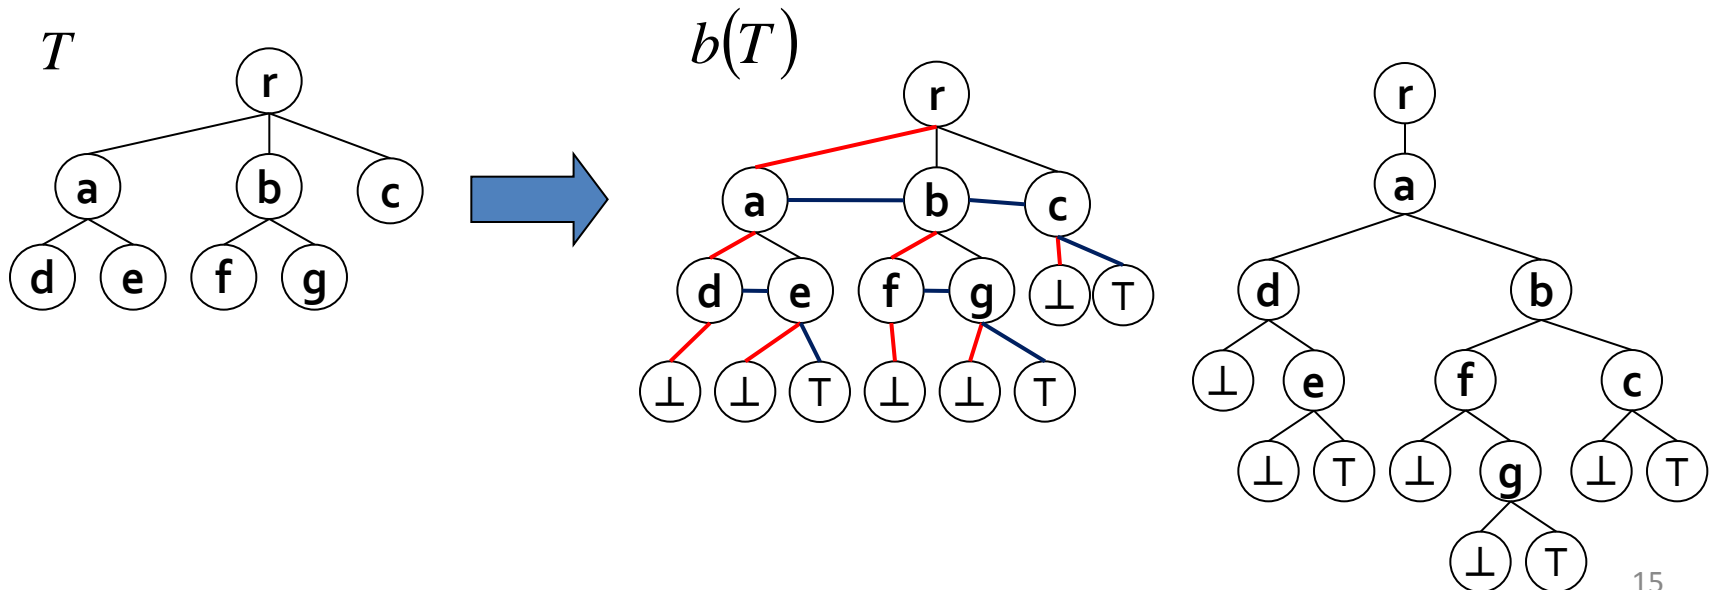 T
b(T)
r
a b c
d e f g
r
a b c
d e f g ⊥ ⊤
⊥ ⊥ ⊤ ⊥ ⊥ ⊤
r
a
d b
⊥ e f c
⊥ ⊤ ⊥ g ⊥ ⊤
⊥ ⊤
15